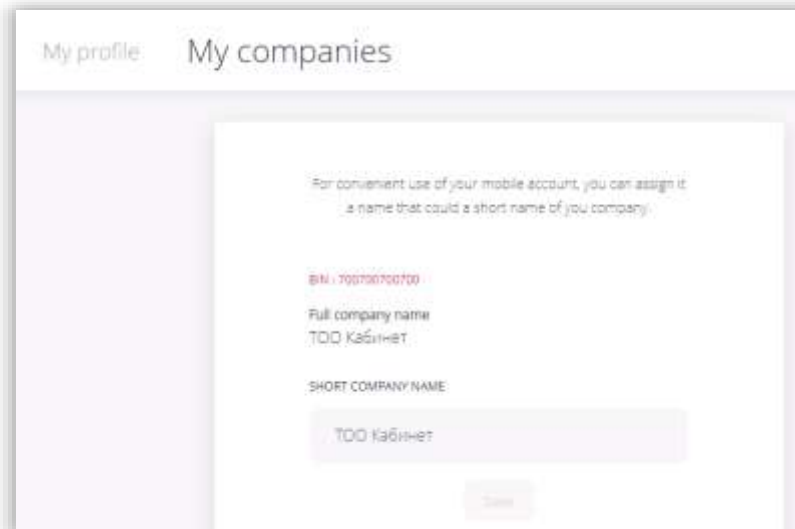 My profile My companies
For convenient use of your mobile account, you can assign it
a name that could a short name of you company.
BIN : 700700700700
Full company name
ТОО Кабинет
SHORT COMPANY NAME
ТОО Кабинет
Save